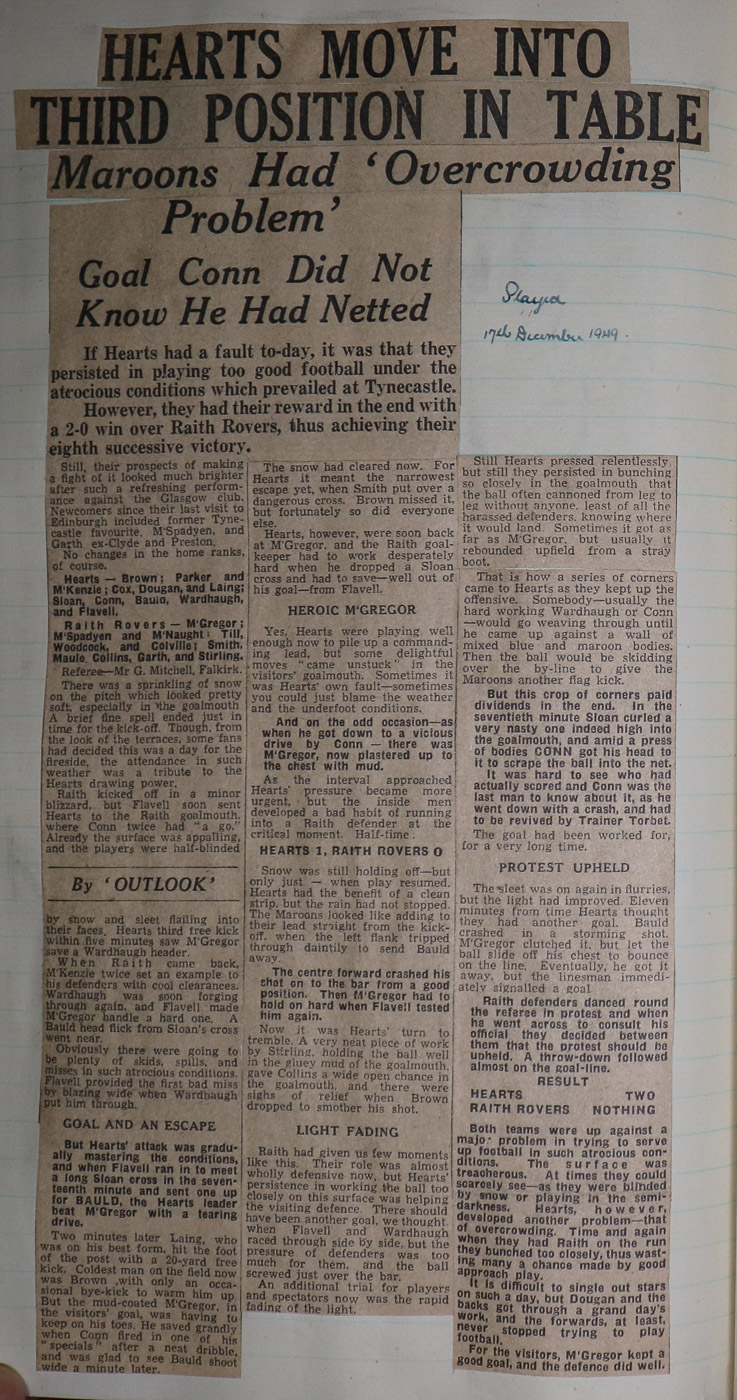 HEARTS MOVE INTO
THIRD POSITION IN TABLE
Maroons Had 'Overcrowding
Problem'
Goal Conn Did Not
Know He Had Netted
Played
17th December 1949.
If Hearts had a fault to-day, it was that they
persisted in playing too good football under the
atrocious conditions which prevailed at Tynecastle.
However, they had their reward in the end with
a 2-0 win over Raith Rovers, thus achieving their
eighth successive victory.
Still, their prospects of making
a fight of it looked much brighter
after such a refreshing perform-
ance against the Glasgow club.
Newcomers since their last visit to
Edinburgh included former Tyne-
castle favourite, M'Spadyen, and
Garth ex-Clyde and Preston.
No changes in the home ranks,
of course.
Hearts — Brown; Parker and
M'Kenzie; Cox, Dougan, and Laing;
Sloan, Conn, Bauld, Wardhaugh,
and Flavell.
Raith Rovers — M'Gregor;
M'Spadyen and M'Naught; Till,
Woodcock, and Colville; Smith,
Maule, Collins, Garth, and Stirling.
Referee—Mr G. Mitchell, Falkirk.
There was a sprinkling of snow
on the pitch which looked pretty
soft, especially in the goalmouth
A brief fine spell ended just in
time for the kick-off. Though, from
the look of the terraces, some fans
had decided this was a day for the
fireside, the attendance in such
weather was a tribute to the
Hearts drawing power.
Raith kicked off in a minor
blizzard, but Flavell soon sent
Hearts to the Raith goalmouth,
where Conn twice had "a go."
Already the surface was appalling,
and the players were half-blinded
By 'OUTLOOK'
by snow and sleet flailing into
their faces. Hearts third free kick
within five minutes saw M'Gregor
save a Wardhaugh header.
When Raith came back,
M'Kenzie twice set an example to
his defenders with cool clearances.
Wardhaugh was soon forging
through again, and Flavell made
M'Gregor handle a hard one. A
Bauld head flick from Sloan's cross
went near.
Obviously there were going to
be plenty of skids, spills, and
misses in such atrocious conditions.
Flavell provided the first bad miss
by blazing wide when Wardhaugh
put him through.
GOAL AND AN ESCAPE
But Hearts' attack was gradu-
ally mastering the conditions,
and when Flavell ran in to meet
a long Sloan cross in the seven-
teenth minute and sent one up
for BAULD, the Hearts leader
beat M'Gregor with a tearing
drive.
Two minutes later Laing, who
was on his best form, hit the foot
of the post with a 20-yard free
kick. Coldest man on the field now
was Brown, with only an occa-
sional bye-kick to warm him up
But the mud-coated M'Gregor, in
the visitors' goal, was having to
keep on his toes. He saved grandly
when Conn fired in one of his
"specials" after a neat dribble,
and was glad to see Bauld shoot
wide a minute later.
The snow had cleared now. For
Hearts it meant the narrowest
escape yet, when Smith put over a
dangerous cross. Brown missed it,
but fortunately so did everyone
else.
Hearts, however, were soon back
at M'Gregor, and the Raith goal-
keeper had to work desperately
hard when he dropped a Sloan
cross and had to save—well out of
his goal—from Flavell.
HEROIC M'GREGOR
Yes, Hearts were playing well
enough now to pile up a command-
ing lead, but some delightful
moves "came unstuck" in the
visitors' goalmouth. Sometimes it
was Hearts' own fault—sometimes
you could just blame the weather
and the underfoot conditions.
And on the odd occasion—as
when he got down to a vicious
drive by Conn — there was
M'Gregor, now plastered up to
the chest with mud.
As the interval approached
Hearts' pressure became more
urgent, but the inside men
developed a bad habit of running
into a Raith defender at the
critical moment. Half-time.
HEARTS 1, RAITH ROVERS 0
Snow was still holding off—but
only just — when play resumed.
Hearts had the benefit of a clean
strip, but the rain had not stopped.
The Maroons looked like adding to
their lead straight from the kick-
off, when the left flank tripped
through daintily to send Bauld
away.
The centre forward crashed his
shot on to the bar from a good
position. Then M'Gregor had to
hold on hard when Flavell tested
him again.
Now it was Hearts' turn to
tremble. A very neat piece of work
by Stirling, holding the ball well
in the gluey mud of the goalmouth,
gave Collins a wide open chance in
the goalmouth, and there were
sighs of relief when Brown
dropped to smother his shot.
LIGHT FADING
Raith had given us few moments
like this. Their role was almost
wholly defensive now, but Hearts'
persistence in working the ball too
closely on this surface was helping
the visiting defence. There should
have been another goal, we thought,
when Flavell and Wardhaugh
raced through side by side, but the
pressure of defenders was too
much for them, and the ball
screwed just over the bar.
An additional trial for players
and spectators now was the rapid
fading of the light.
Still Hearts pressed relentlessly,
but still they persisted in bunching
so closely in the goalmouth that
the ball often cannoned from leg to
leg without anyone, least of all the
harassed defenders, knowing where
it would land. Sometimes it got as
far as M'Gregor, but usually it
rebounded upfield from a stray
boot.
That is how a series of corners
came to Hearts as they kept up the
offensive. Somebody—usually the
hard working Wardhaugh or Conn
—would go weaving through until
he came up against a wall of
mixed blue and maroon bodies.
Then the ball would be skidding
over the by-line to give the
Maroons another flag kick.
But this crop of corners paid
dividends in the end. In the
seventieth minute Sloan curled a
very nasty one indeed high into
the goalmouth, and amid a press
of bodies CONN got his head to
it to scrape the ball into the net.
It was hard to see who had
actually scored and Conn was the
last man to know about it, as he
went down with a crash, and had
to be revived by Trainer Torbet.
The goal had been worked for,
for a very long time.
PROTEST UPHELD
The sleet was on again in flurries,
but the light had improved. Eleven
minutes from time Hearts thought
they had another goal. Bauld
crashed in a storming shot.
M'Gregor clutched it, but let the
ball slide off his chest to bounce
on the line. Eventually, he got it
away, but the linesman immedi-
ately signalled a goal
Raith defenders danced round
the referee in protest and when
he went across to consult his
official they decided between
them that the protest should be
upheld. A throw-down followed
almost on the goal-line.
RESULT
HEARTS TWO
RAITH ROVERS NOTHING
Both teams were up against a
major problem in trying to serve
up football in such atrocious con-
ditions. The surface was
treacherous. At times they could
scarcely see—as they were blinded
by snow or playing in the semi-
darkness. Hearts, however,
developed another problem—that
of overcrowding. Time and again
when they had Raith on the run
they bunched too closely, thus wast-
ing many a chance made by good
approach play.
It is difficult to single out stars
on such a day, but Dougan and the
backs got through a grand day's
work, and the forwards, at least,
never stopped trying to play
football.
For the visitors, M'Gregor kept a
good goal, and the defence did well.